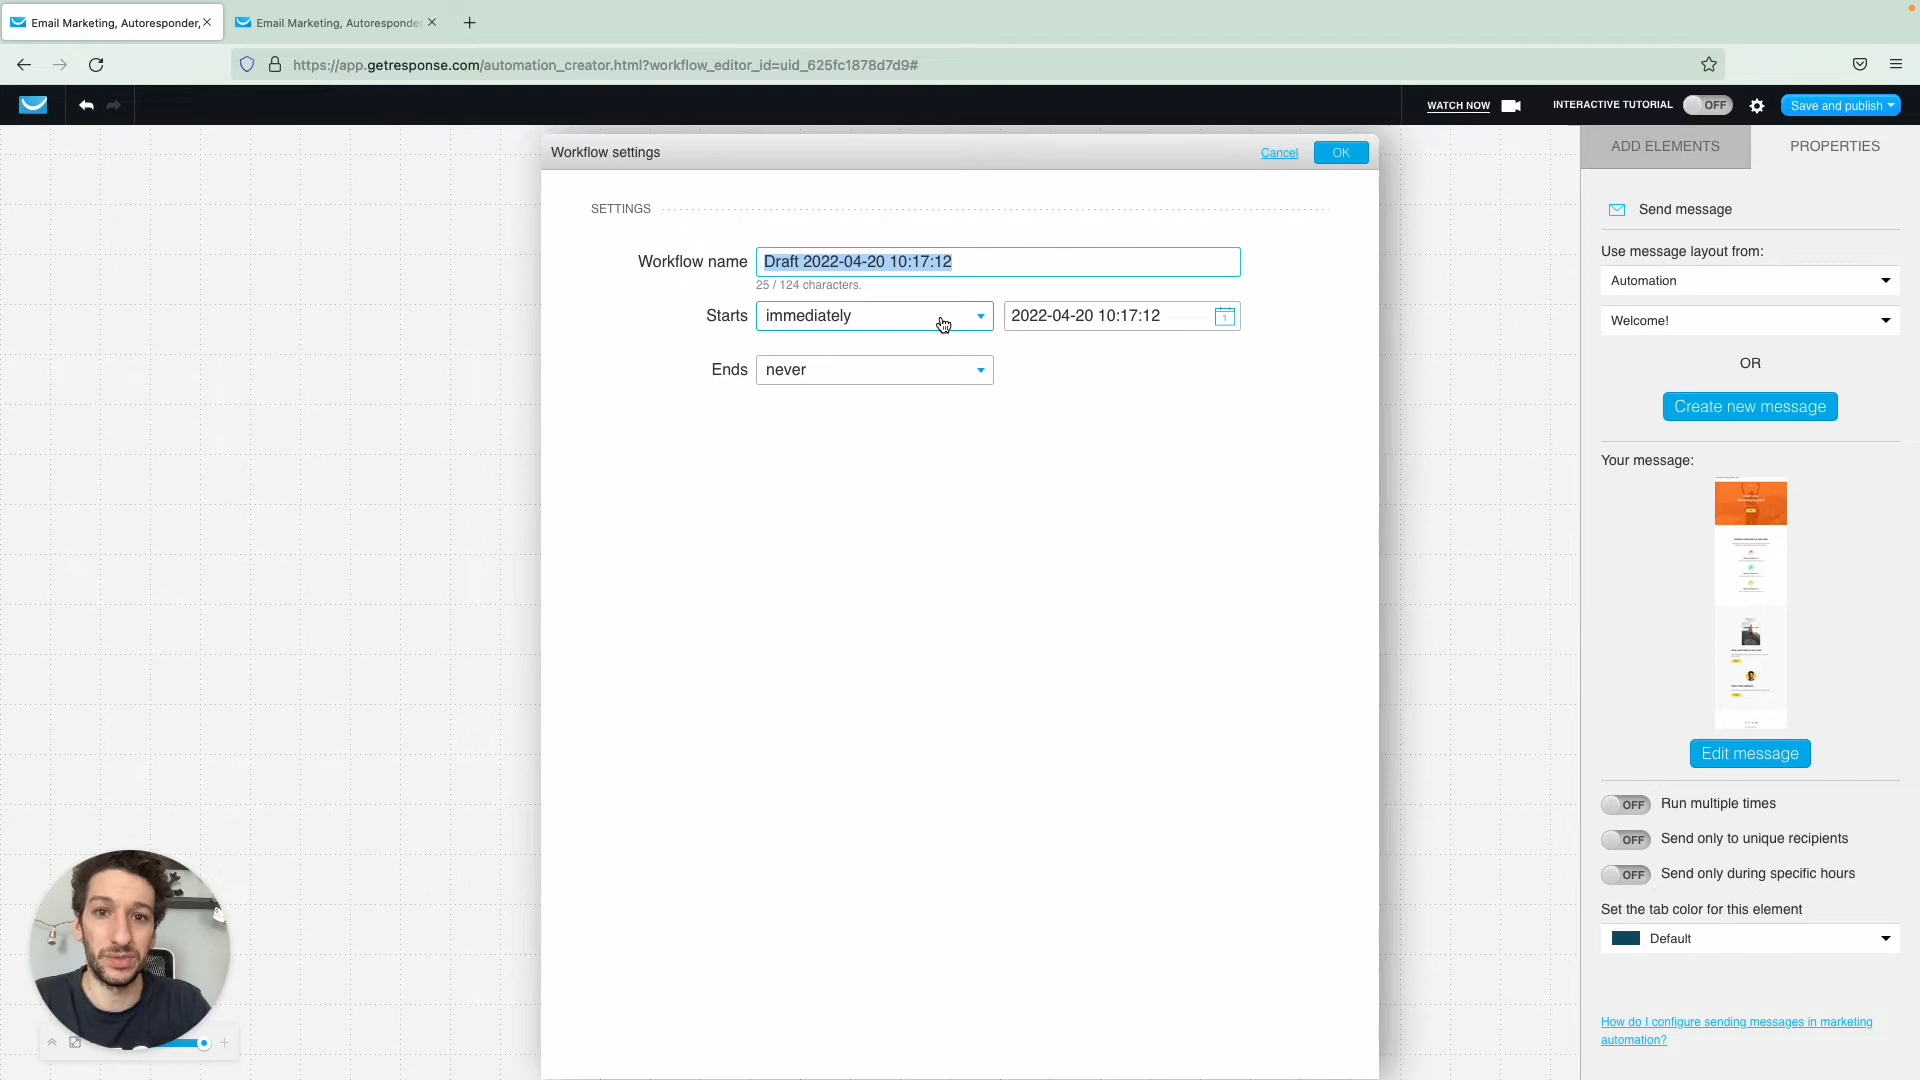 Email Marketing, Autoresponder,
Email Marketing, Autoresponder
https://app.getresponse.com/automation_creator.html?workflow_editor_id=uid_625fc1878d7d9#
WATCH NOW
INTERACTIVE TUTORIAL
OFF
Save and publish
Workflow settings
Cancel
OK
SETTINGS
Workflow name
Draft 2022-04-20 10:17:12
25 / 124 characters.
Starts
immediately
2022-04-20 10:17:12
1
Ends
never
ADD ELEMENTS
PROPERTIES
Send message
Use message layout from:
Automation
Welcome!
OR
Create new message
Your message:
Edit message
OFF
Run multiple times
OFF
Send only to unique recipients
OFF
Send only during specific hours
Set the tab color for this element
Default
How do I configure sending messages in marketing
automation?